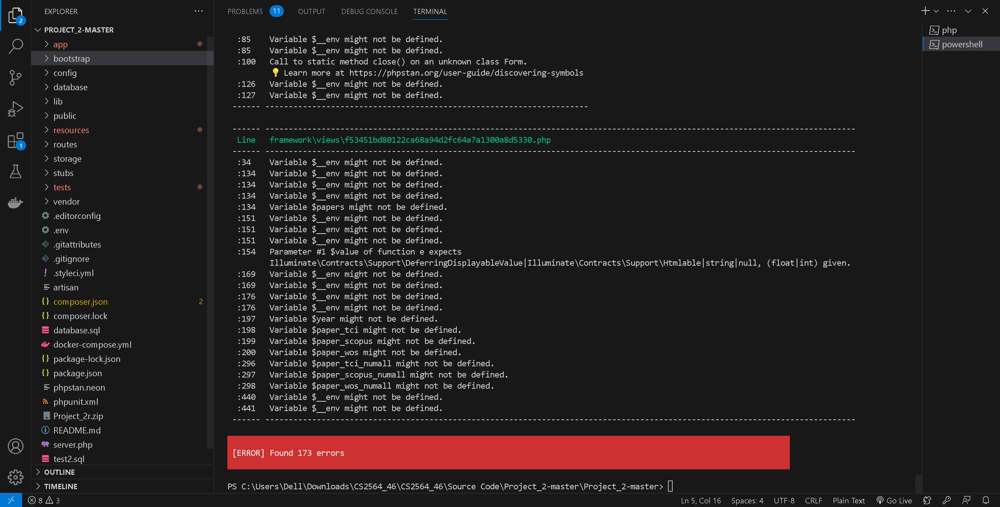 EXPLORER
PROJECT_2-MASTER
app
bootstrap
config
database
lib
public
resources
routes
storage
stubs
tests
vendor
.editorconfig
.env
.gitattributes
.gitignore
.styleci.yml
artisan
composer.json 2
composer.lock
database.sql
docker-compose.yml
package-lock.json
package.json
phpstan.neon
phpunit.xml
Project_2r.zip
README.md
server.php
test2.sql
OUTLINE
TIMELINE
2
1
PROBLEMS 11 OUTPUT DEBUG CONSOLE TERMINAL
:85 Variable $__env might not be defined.
:85 Variable $__env might not be defined.
:100 Call to static method close() on an unknown class Form.
💡 Learn more at https://phpstan.org/user-guide/discovering-symbols
:126 Variable $__env might not be defined.
:127 Variable $__env might not be defined.
------ ---------------------------------------------------------------------
------ ------------------------------------------------------------------------------------------------------------------------------
Line framework\views\f53451bd80122ca68a94d2fc64a7a1300a8d5330.php
------ ------------------------------------------------------------------------------------------------------------------------------
:34 Variable $__env might not be defined.
:134 Variable $__env might not be defined.
:134 Variable $__env might not be defined.
:134 Variable $__env might not be defined.
:134 Variable $papers might not be defined.
:151 Variable $__env might not be defined.
:151 Variable $__env might not be defined.
:151 Variable $__env might not be defined.
:154 Parameter #1 $value of function e expects
Illuminate\Contracts\Support\DeferringDisplayableValue|Illuminate\Contracts\Support\Htmlable|string|null, (float|int) given.
:169 Variable $__env might not be defined.
:169 Variable $__env might not be defined.
:176 Variable $__env might not be defined.
:176 Variable $__env might not be defined.
:197 Variable $year might not be defined.
:198 Variable $paper_tci might not be defined.
:199 Variable $paper_scopus might not be defined.
:200 Variable $paper_wos might not be defined.
:296 Variable $paper_tci_numall might not be defined.
:297 Variable $paper_scopus_numall might not be defined.
:298 Variable $paper_wos_numall might not be defined.
:440 Variable $__env might not be defined.
:441 Variable $__env might not be defined.
------ ------------------------------------------------------------------------------------------------------------------------------
[ERROR] Found 173 errors
PS C:\Users\Dell\Downloads\CS2564_46\CS2564_46\Source Code\Project_2-master\Project_2-master>
php
powershell
8 3
Ln 5, Col 16 Spaces: 4 UTF-8 CRLF Plain Text Go Live